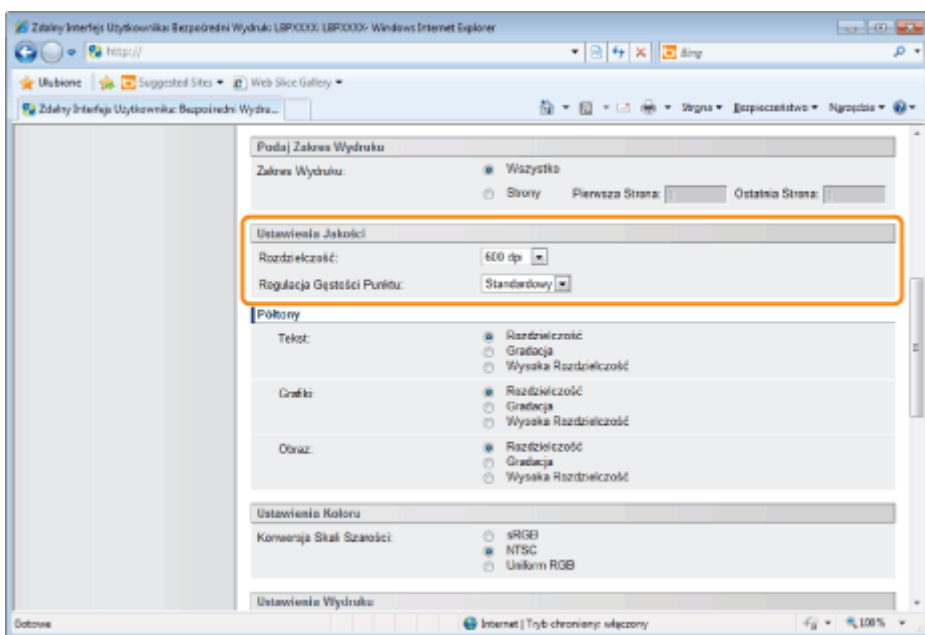 Zdalny Interfejs Użytkownika: Bezpośredni Wydruk: LBPXXXX: LBPXXXX- Windows Internet Explorer
http://
Bing
Ulubione Suggested Sites Web Slice Gallery
Zdalny Interfejs Użytkownika: Bezpośredni Wydru... Strona Bezpieczeństwo Narzędzia
Podaj Zakres Wydruku
Zakres Wydruku: Wszystko
Strony Pierwsza Strona: Ostatnia Strona:
Ustawienia Jakości
Rozdzielczość: 600 dpi
Regulacja Gęstości Punktu: Standardowy
Półtony
Tekst: Rozdzielczość
Gradacja
Wysoka Rozdzielczość
Grafiki: Rozdzielczość
Gradacja
Wysoka Rozdzielczość
Obraz: Rozdzielczość
Gradacja
Wysoka Rozdzielczość
Ustawienia Koloru
Konwersja Skali Szarości: sRGB
NTSC
Uniform RGB
Ustawienia Wydruku
Gotowe Internet | Tryb chroniony: włączony 100%